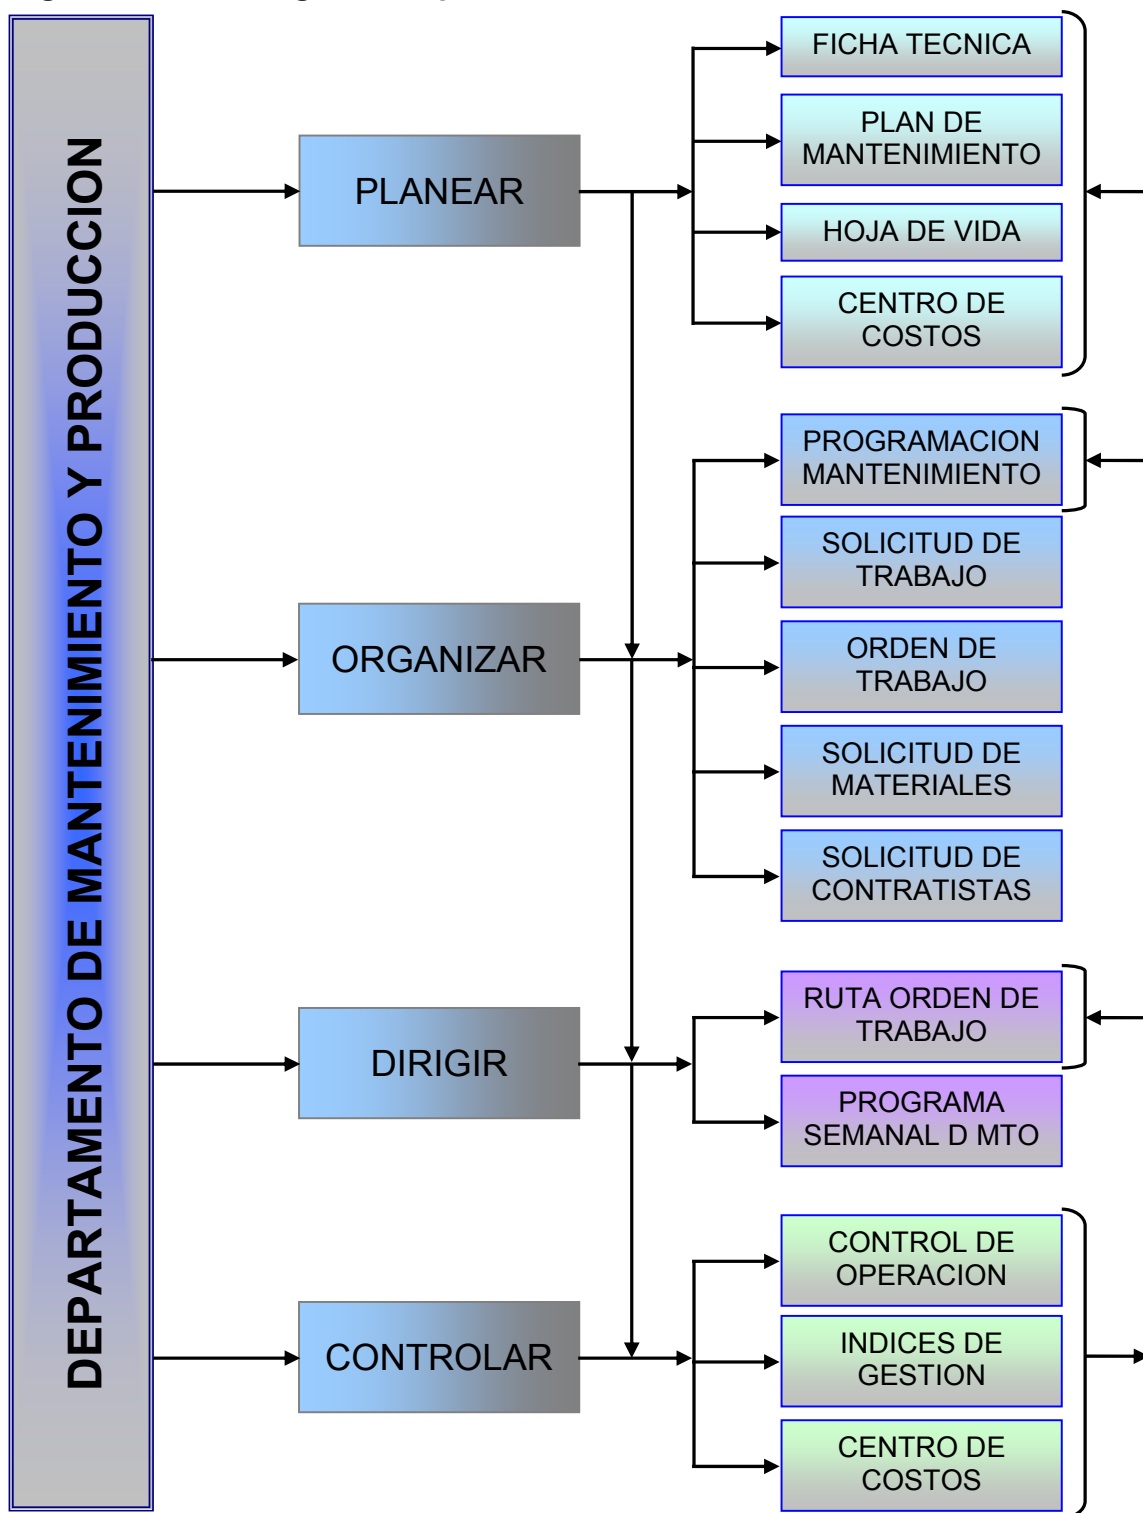 DEPARTAMENTO DE MANTENIMIENTO Y PRODUCCION
PLANEAR
FICHA TECNICA
PLAN DE
MANTENIMIENTO
HOJA DE VIDA
CENTRO DE
COSTOS
ORGANIZAR
PROGRAMACION
MANTENIMIENTO
SOLICITUD DE
TRABAJO
ORDEN DE
TRABAJO
SOLICITUD DE
MATERIALES
SOLICITUD DE
CONTRATISTAS
DIRIGIR
RUTA ORDEN DE
TRABAJO
PROGRAMA
SEMANAL D MTO
CONTROLAR
CONTROL DE
OPERACION
INDICES DE
GESTION
CENTRO DE
COSTOS